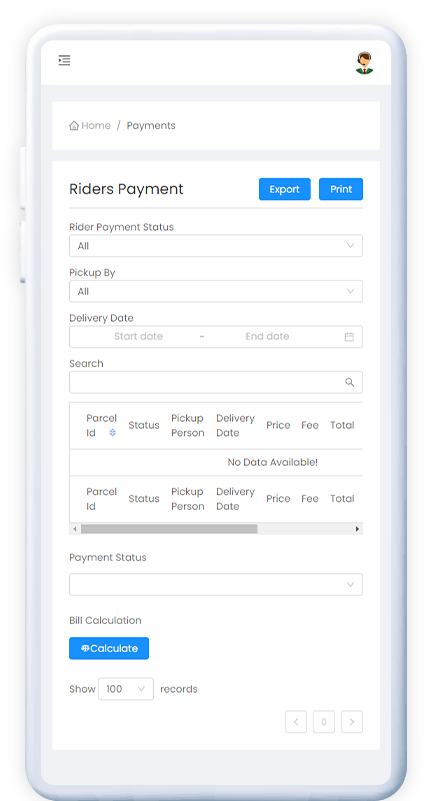 Home / Payments
Riders Payment Export Print
Rider Payment Status
All
Pickup By
All
Delivery Date
Start date ~ End date
Search
Parcel Id Status Pickup Person Delivery Date Price Fee Total
No Data Available!
Parcel Id Status Pickup Person Delivery Date Price Fee Total
Payment Status
Bill Calculation
Calculate
Show 100 records
< 0 >